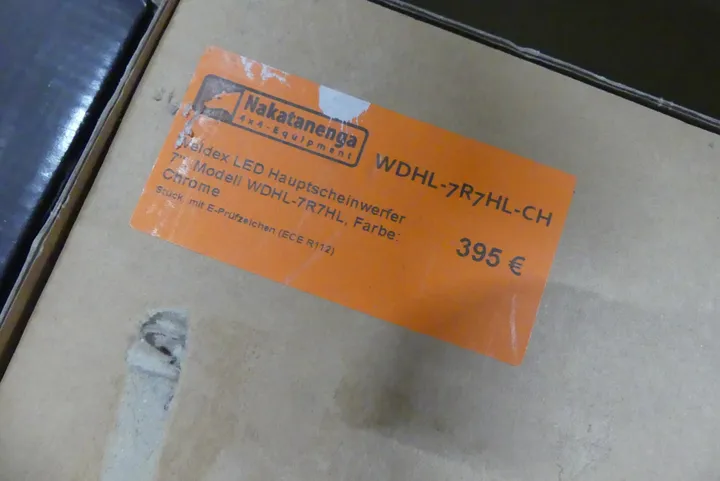 Nakatanenga
4x4-Equipment
WDHL-7R7HL-CH
Weldex LED Hauptscheinwerfer
7", Modell WDHL-7R7HL, Farbe:
Chrome
Stück, mit E-Prüfzeichen (ECE R112)
395 €